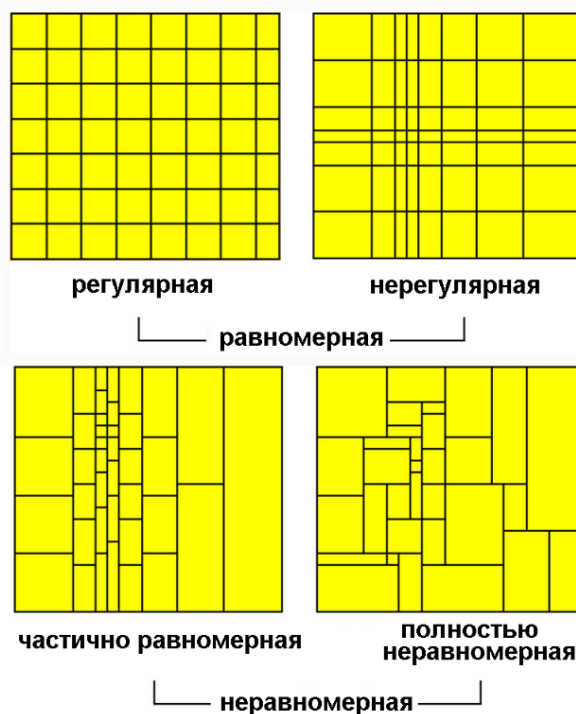 регулярная
нерегулярная
равномерная
частично равномерная
полностью
неравномерная
неравномерная